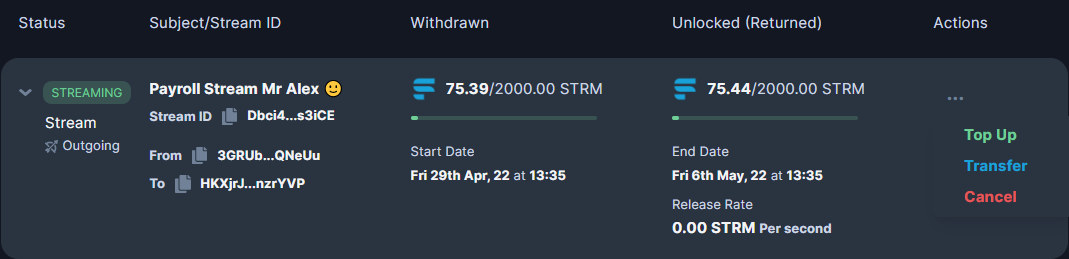 Status
Subject/Stream ID
Withdrawn
Unlocked (Returned)
Actions
STREAMING
Stream
Outgoing
Payroll Stream Mr Alex 🙂
Stream ID Dbci4...s3iCE
From 3GRUb...QNeUu
To HKXjrJ...nzrYVP
75.39/2000.00 STRM
Start Date
Fri 29th Apr, 22 at 13:35
75.44/2000.00 STRM
End Date
Fri 6th May, 22 at 13:35
Release Rate
0.00 STRM Per second
...
Top Up
Transfer
Cancel